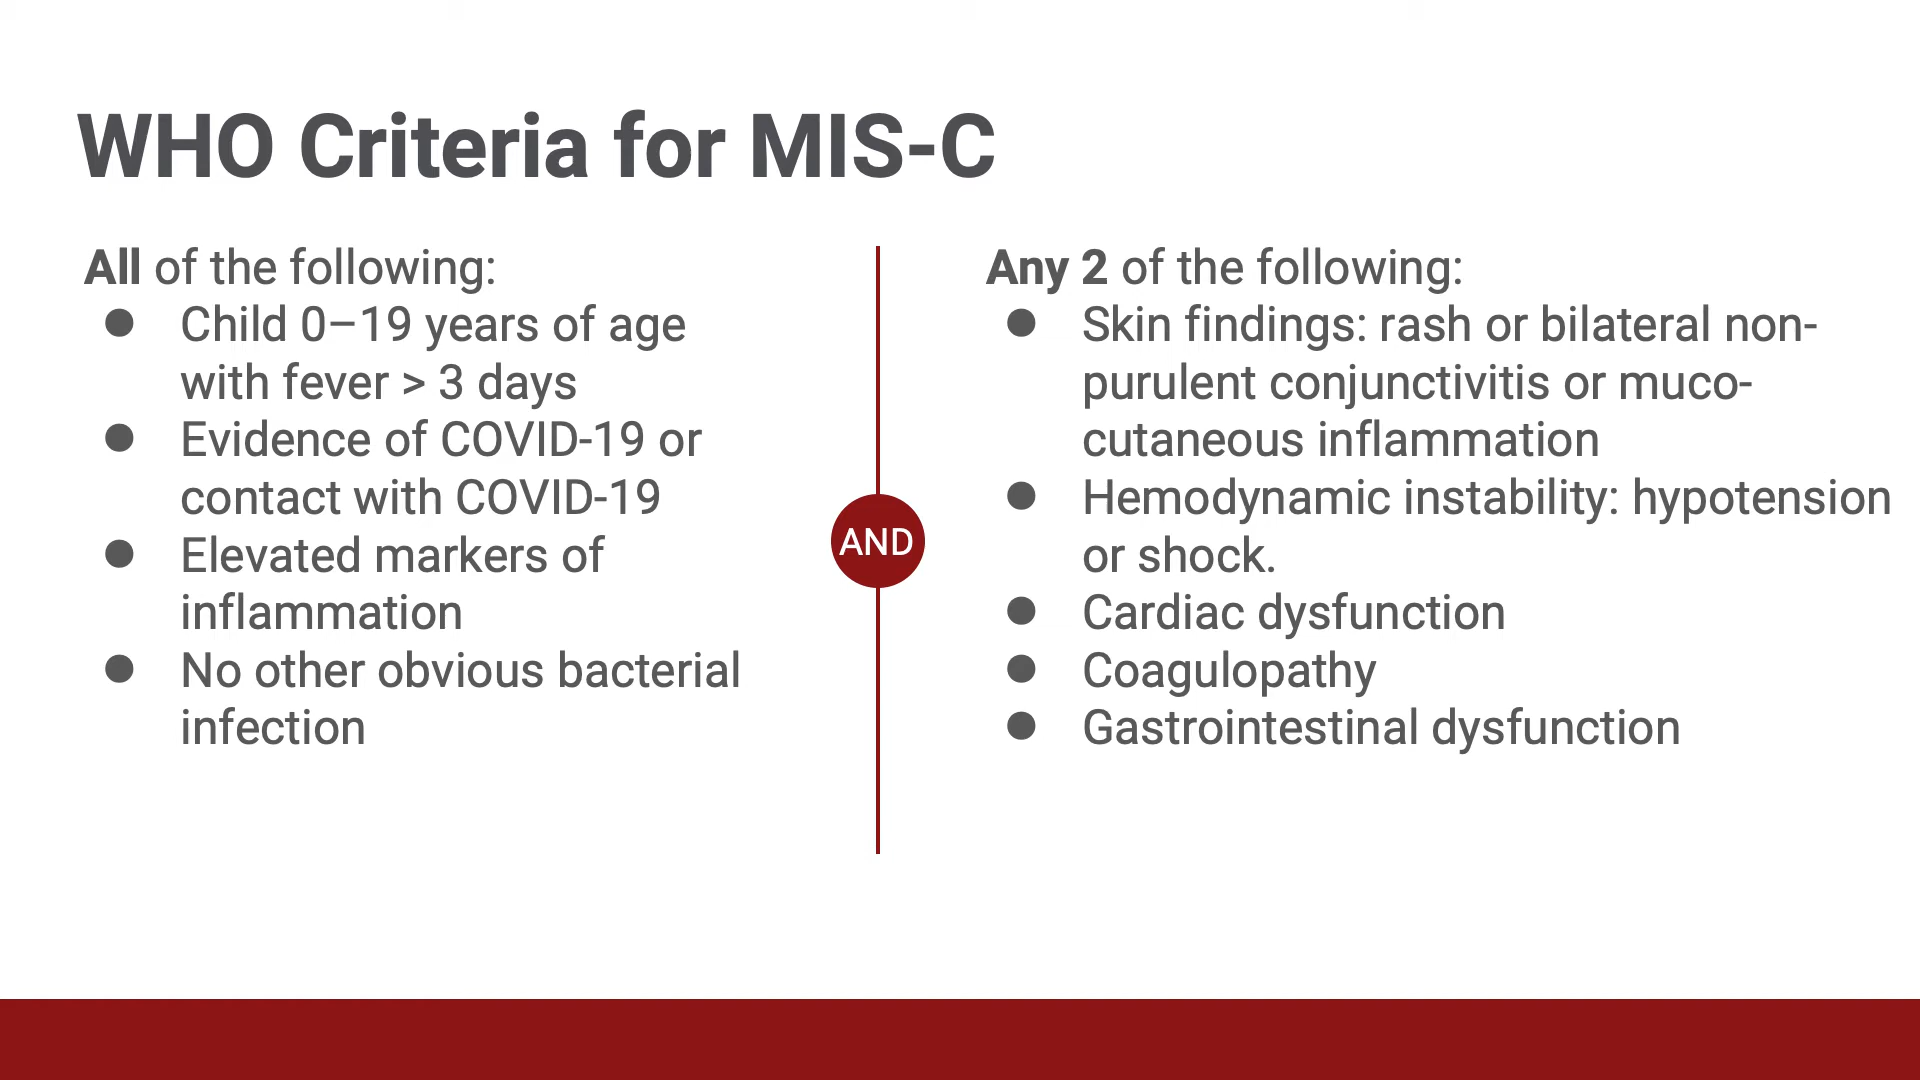 WHO Criteria for MIS-C
All of the following:
● Child 0–19 years of age
with fever > 3 days
● Evidence of COVID-19 or
contact with COVID-19
● Elevated markers of
inflammation
● No other obvious bacterial
infection
AND
Any 2 of the following:
● Skin findings: rash or bilateral non-
purulent conjunctivitis or muco-
cutaneous inflammation
● Hemodynamic instability: hypotension
or shock.
● Cardiac dysfunction
● Coagulopathy
● Gastrointestinal dysfunction